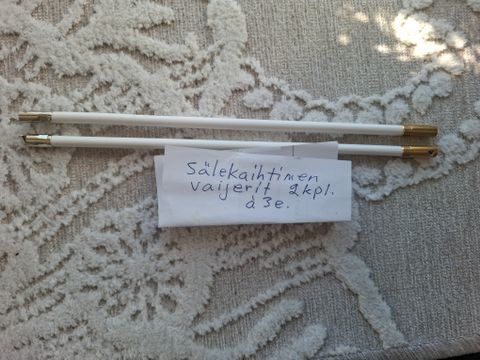 Sälekaihtimen
vaijerit 2kpl.
à 3e.